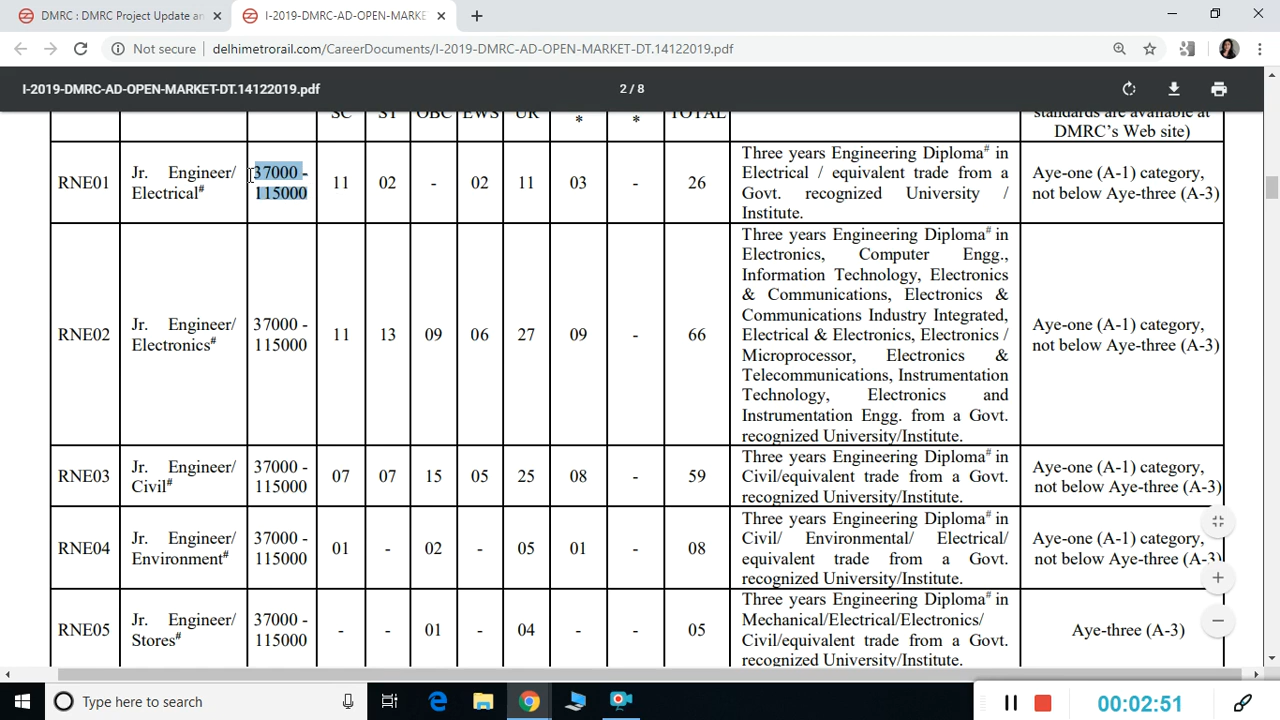 DMRC : DMRC Project Update an
I-2019-DMRC-AD-OPEN-MARKET
Not secure
delhimetrorail.com/CareerDocuments/I-2019-DMRC-AD-OPEN-MARKET-DT.14122019.pdf
I-2019-DMRC-AD-OPEN-MARKET-DT.14122019.pdf
2 / 8
SC ST OBC EWS UR * * TOTAL
standards are available at
DMRC's Web site)
RNE01
Jr. Engineer/
Electrical#
37000 -
115000
11 02 - 02 11 03 - 26
Three years Engineering Diploma# in
Electrical / equivalent trade from a
Govt. recognized University /
Institute.
Aye-one (A-1) category,
not below Aye-three (A-3)
RNE02
Jr. Engineer/
Electronics#
37000 -
115000
11 13 09 06 27 09 - 66
Three years Engineering Diploma# in
Electronics, Computer Engg.,
Information Technology, Electronics
& Communications, Electronics &
Communications Industry Integrated,
Electrical & Electronics, Electronics /
Microprocessor, Electronics &
Telecommunications, Instrumentation
Technology, Electronics and
Instrumentation Engg. from a Govt.
recognized University/Institute.
Aye-one (A-1) category,
not below Aye-three (A-3)
RNE03
Jr. Engineer/
Civil#
37000 -
115000
07 07 15 05 25 08 - 59
Three years Engineering Diploma# in
Civil/equivalent trade from a Govt.
recognized University/Institute.
Aye-one (A-1) category,
not below Aye-three (A-3)
RNE04
Jr. Engineer/
Environment#
37000 -
115000
01 - 02 - 05 01 - 08
Three years Engineering Diploma# in
Civil/ Environmental/ Electrical/
equivalent trade from a Govt.
recognized University/Institute.
Aye-one (A-1) category,
not below Aye-three (A-3)
RNE05
Jr. Engineer/
Stores#
37000 -
115000
- - 01 - 04 - - 05
Three years Engineering Diploma# in
Mechanical/Electrical/Electronics/
Civil/equivalent trade from a Govt.
recognized University/Institute.
Aye-three (A-3)
Type here to search
00:02:51